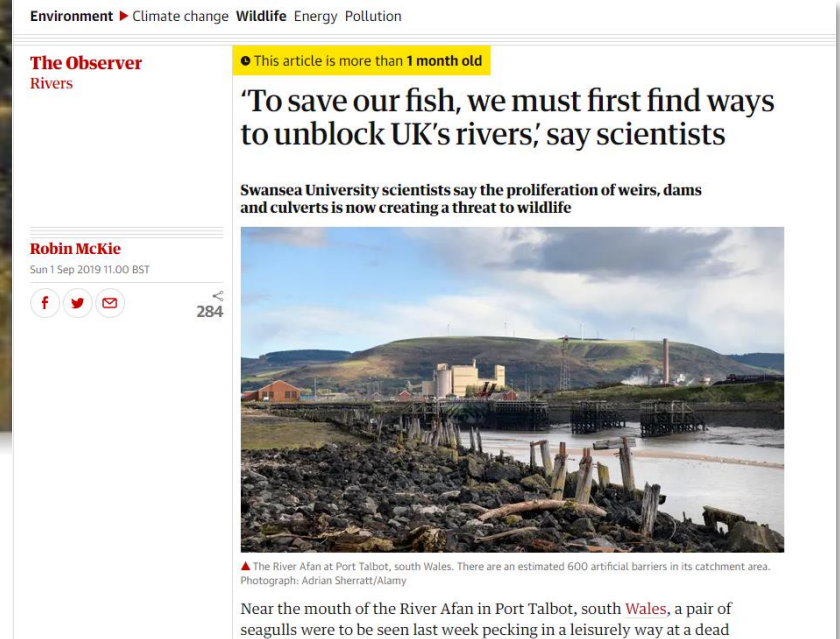 Environment Climate change Wildlife Energy Pollution
The Observer
Rivers
This article is more than 1 month old
‘To save our fish, we must first find ways
to unblock UK’s rivers,’ say scientists
Swansea University scientists say the proliferation of weirs, dams
and culverts is now creating a threat to wildlife
Robin McKie
Sun 1 Sep 2019 11.00 BST
284
The River Afan at Port Talbot, south Wales. There are an estimated 600 artificial barriers in its catchment area.
Photograph: Adrian Sherratt/Alamy
Near the mouth of the River Afan in Port Talbot, south Wales, a pair of
seagulls were to be seen last week pecking in a leisurely way at a dead